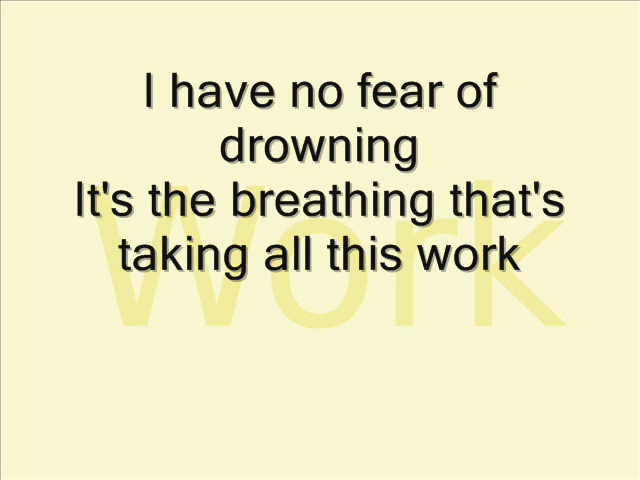 I have no fear of
drowning
It's the breathing that's
taking all this work
Work